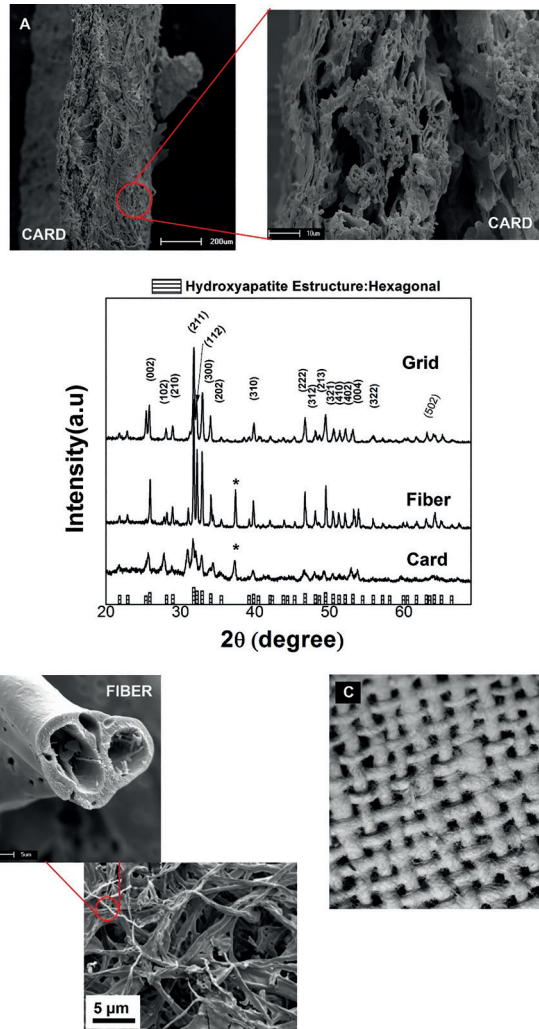 A
CARD
200um
10µm
CARD
Hydroxyapatite Estructure:Hexagonal
Intensity(a.u)
(002)
(102)
(210)
(211)
(112)
(300)
(202)
(310)
(222)
(312)
(213)
(321)
(410)
(402)
(004)
(322)
(502)
Grid
*
Fiber
*
Card
20 30 40 50 60
2θ (degree)
FIBER
5um
C
5 µm